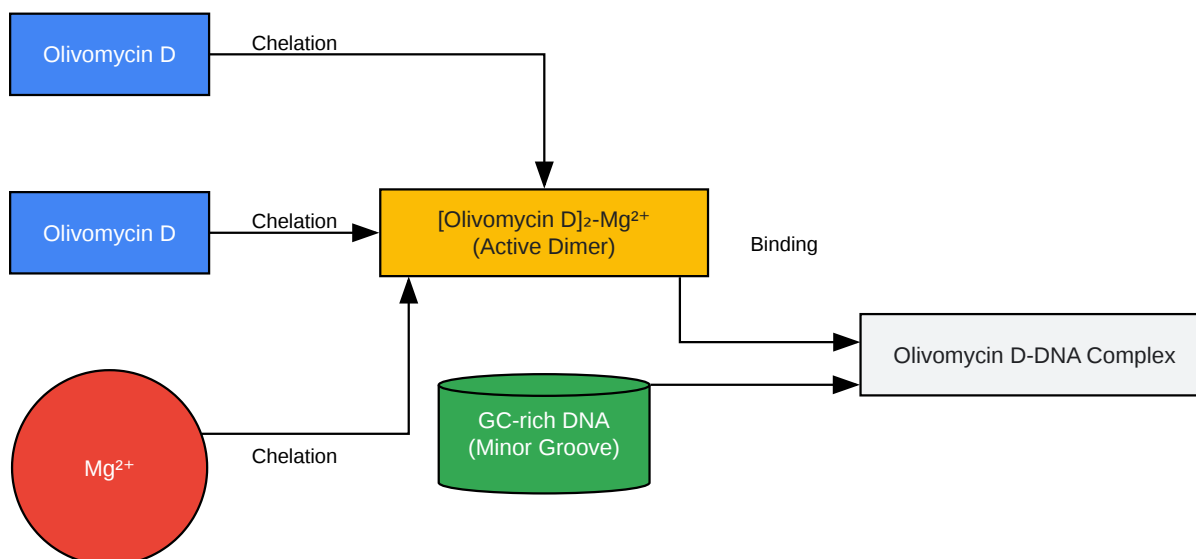 Olivomycin D
Chelation
Olivomycin D
Chelation
[Olivomycin D]₂-Mg²⁺
(Active Dimer)
Binding
Olivomycin D-DNA Complex
GC-rich DNA
(Minor Groove)
Mg²⁺
Chelation